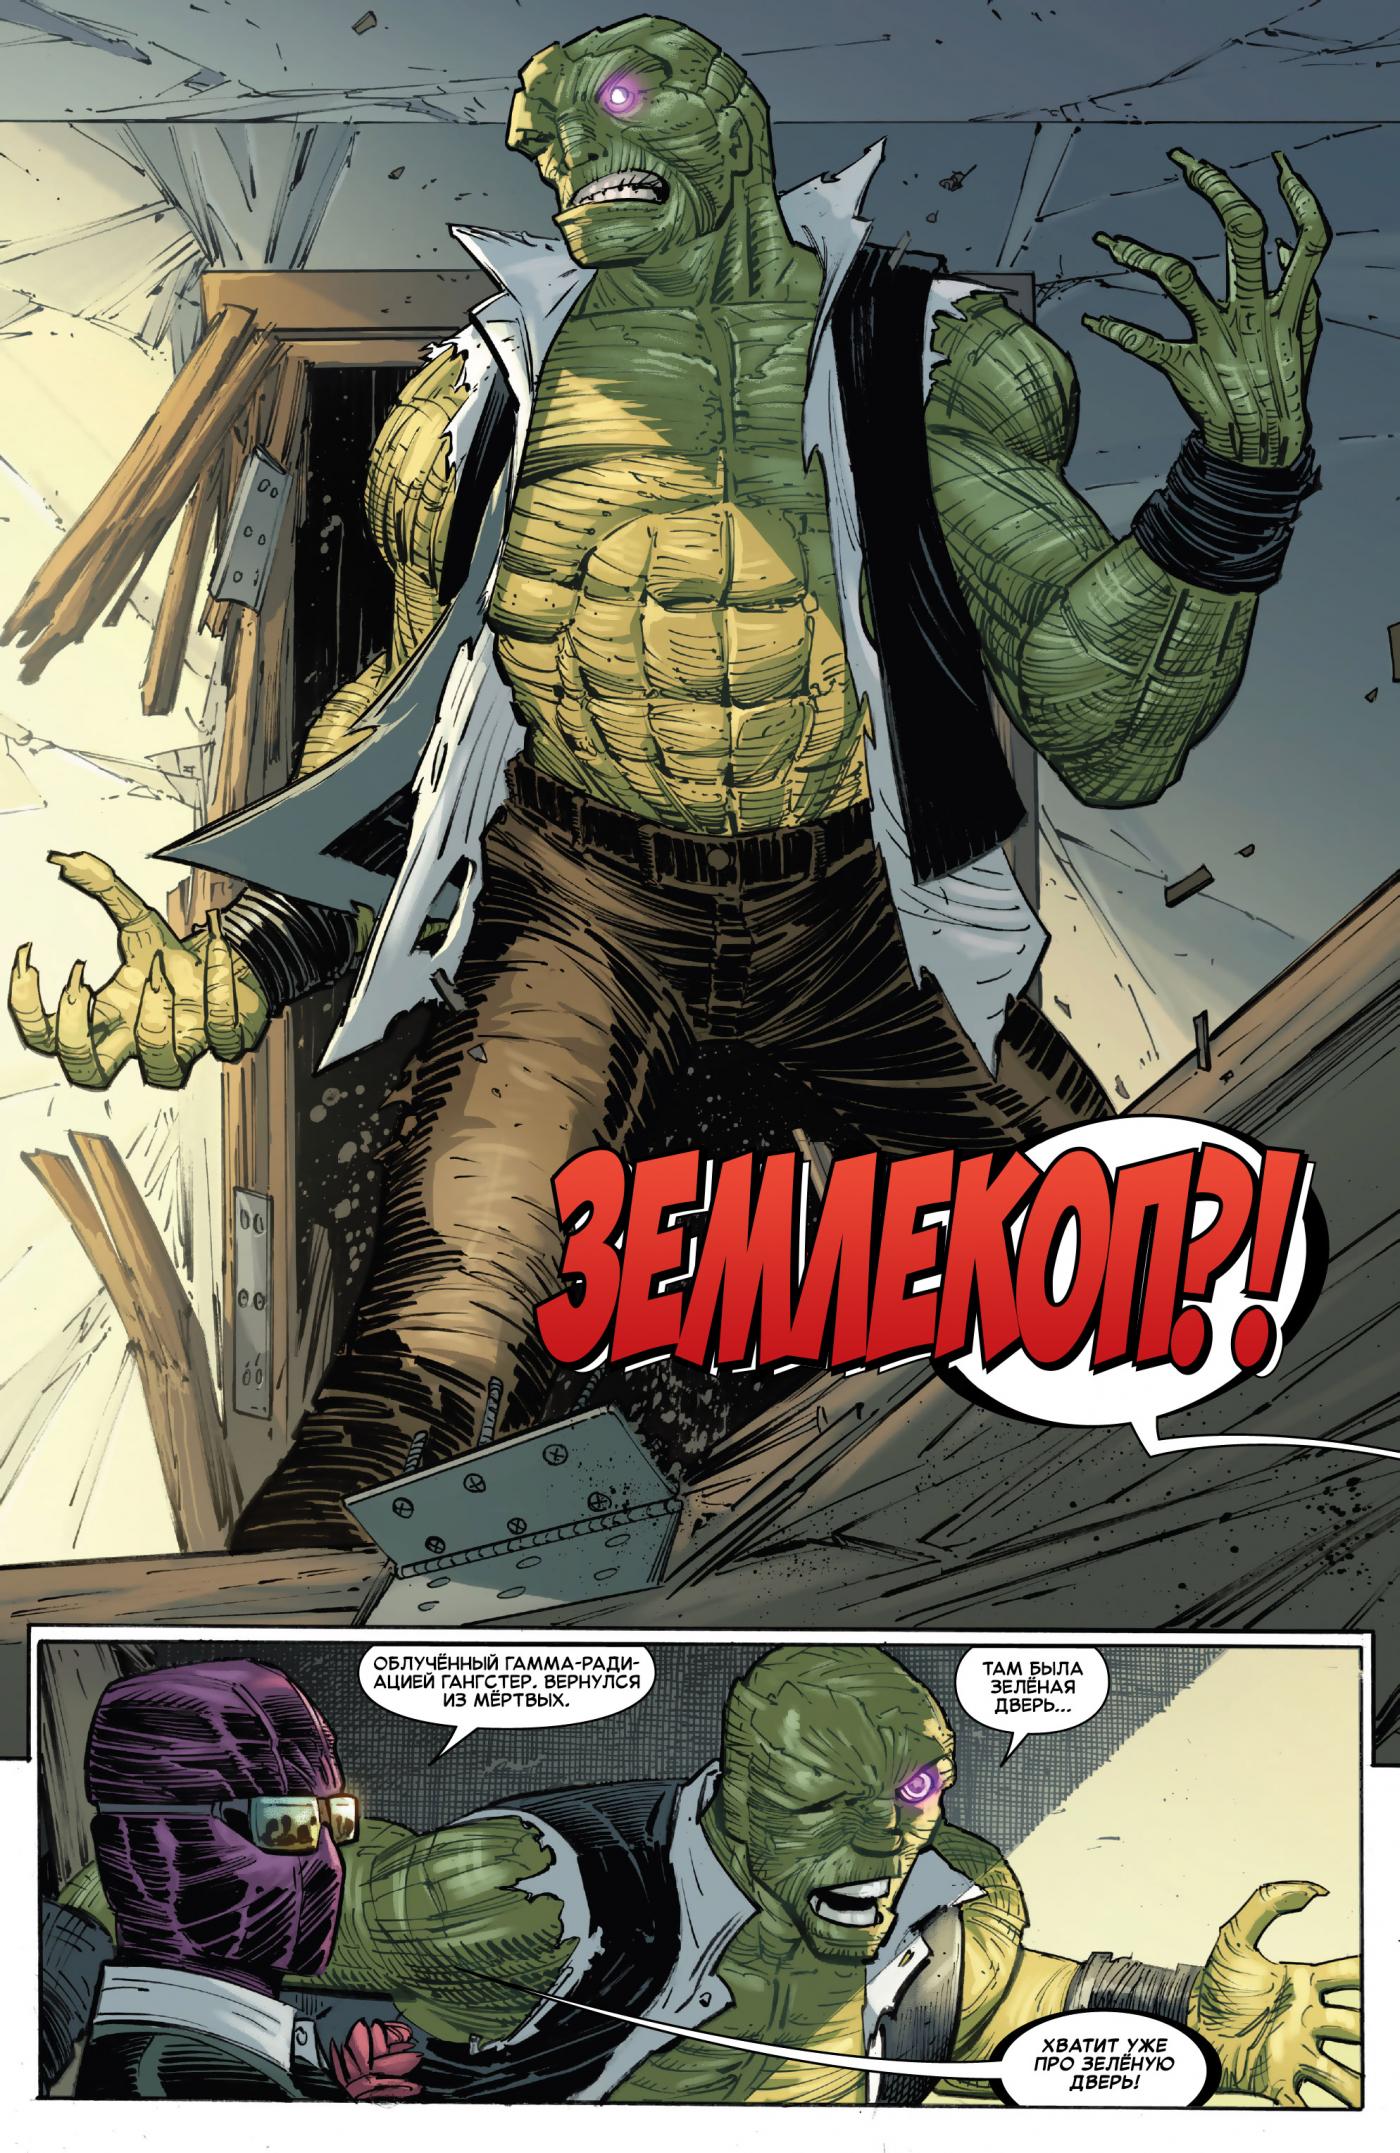 ЗЕМЛЕКОП?!
ОБЛУЧЁННЫЙ ГАММА-РАДИ-
АЦИЕЙ ГАНГСТЕР. ВЕРНУЛСЯ
ИЗ МЁРТВЫХ.
ТАМ БЫЛА
ЗЕЛЁНАЯ
ДВЕРЬ...
ХВАТИТ УЖЕ
ПРО ЗЕЛЁНУЮ
ДВЕРЬ!